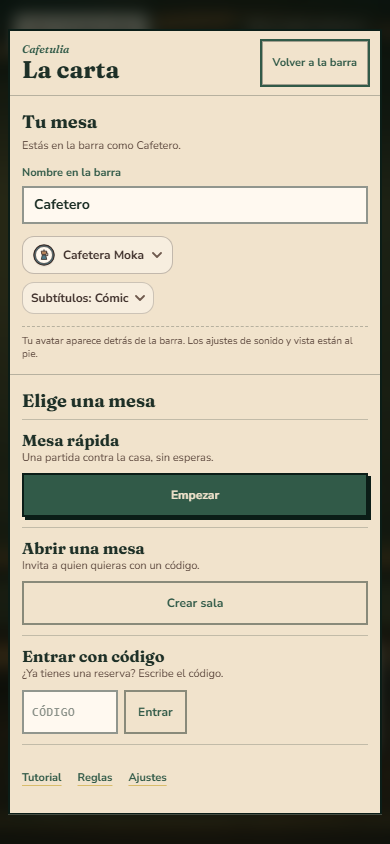 Cafetulia
La carta
Volver a la barra
Tu mesa
Estás en la barra como Cafetero.
Nombre en la barra
Cafetero
Cafetera Moka
Subtítulos: Cómic
Tu avatar aparece detrás de la barra. Los ajustes de sonido y vista están al
pie.
Elige una mesa
Mesa rápida
Una partida contra la casa, sin esperas.
Empezar
Abrir una mesa
Invita a quien quieras con un código.
Crear sala
Entrar con código
¿Ya tienes una reserva? Escribe el código.
CÓDIGO
Entrar
Tutorial Reglas Ajustes